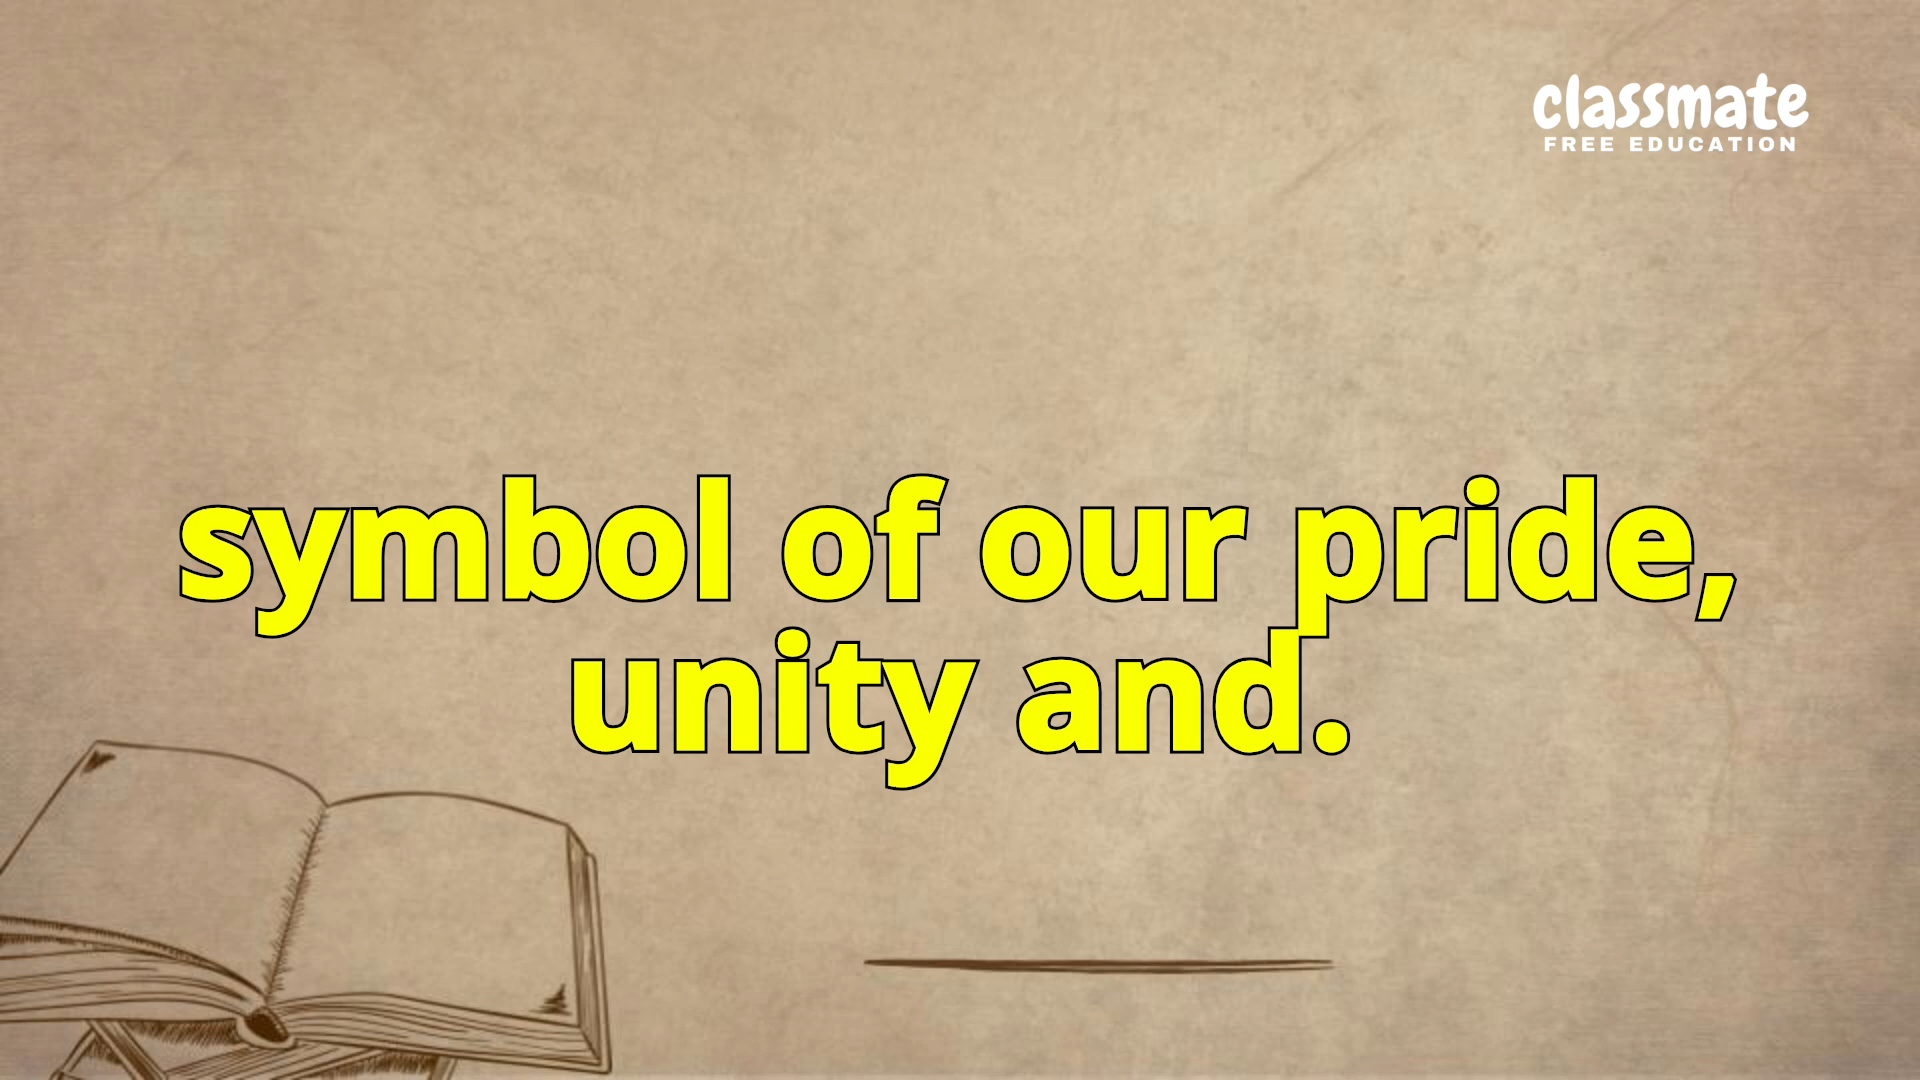 classmate
FREE EDUCATION
symbol of our pride,
unity and.